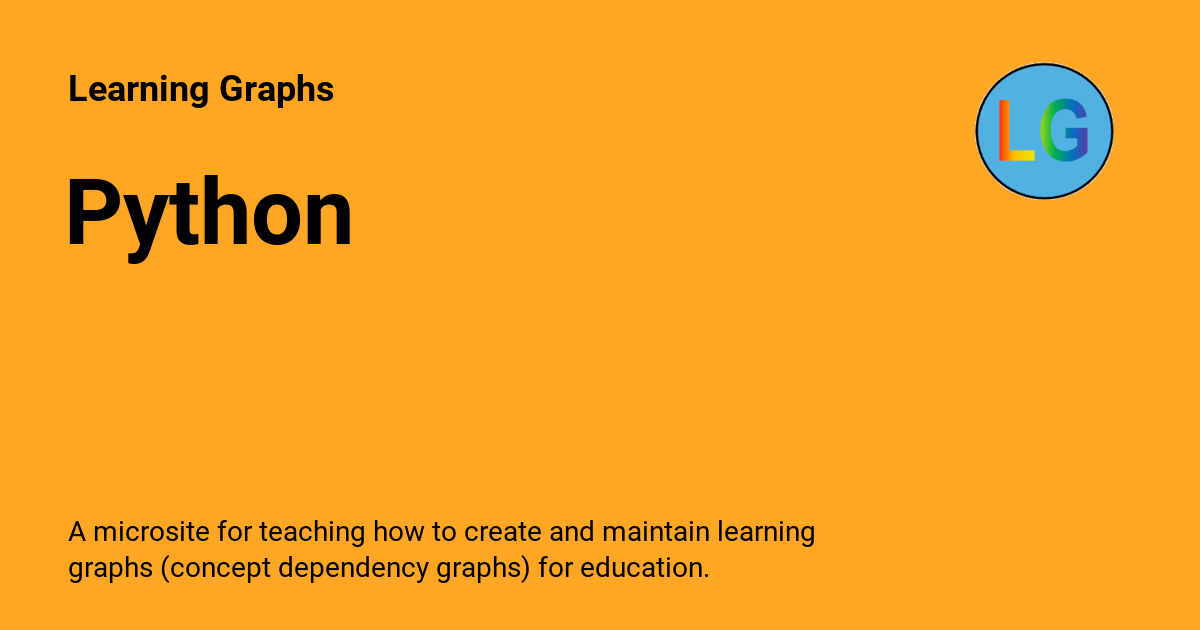 Learning Graphs
LG
Python
A microsite for teaching how to create and maintain learning
graphs (concept dependency graphs) for education.